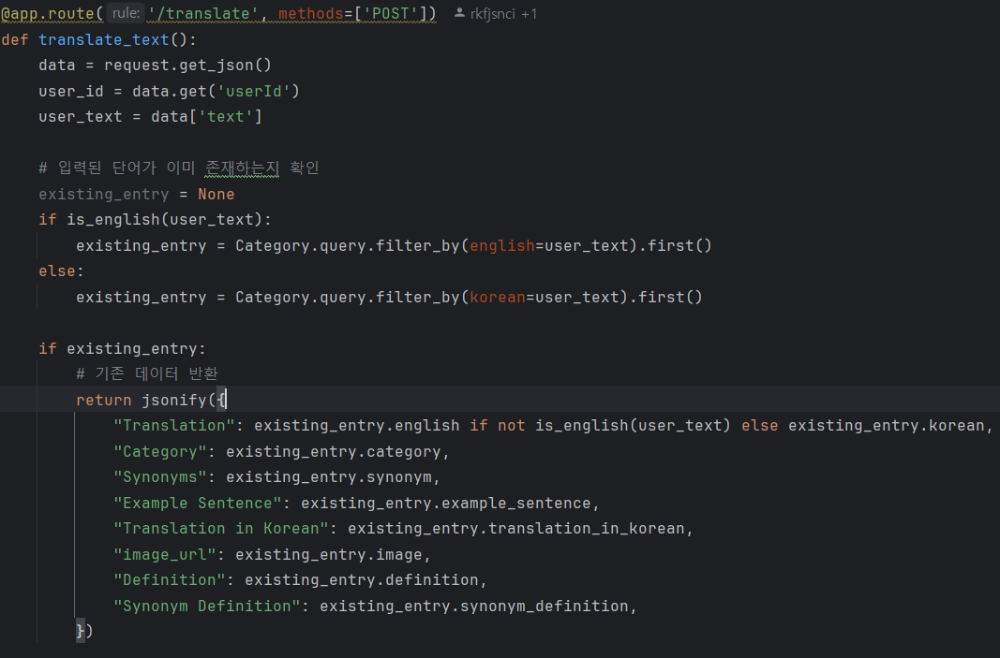 @app.route( rule: '/translate', methods=['POST']) rkfjsnci +1
def translate_text():
    data = request.get_json()
    user_id = data.get('userId')
    user_text = data['text']
    # 입력된 단어가 이미 존재하는지 확인
    existing_entry = None
    if is_english(user_text):
        existing_entry = Category.query.filter_by(english=user_text).first()
    else:
        existing_entry = Category.query.filter_by(korean=user_text).first()
    if existing_entry:
        # 기존 데이터 반환
        return jsonify({
            "Translation": existing_entry.english if not is_english(user_text) else existing_entry.korean,
            "Category": existing_entry.category,
            "Synonyms": existing_entry.synonym,
            "Example Sentence": existing_entry.example_sentence,
            "Translation in Korean": existing_entry.translation_in_korean,
            "image_url": existing_entry.image,
            "Definition": existing_entry.definition,
            "Synonym Definition": existing_entry.synonym_definition,
        })